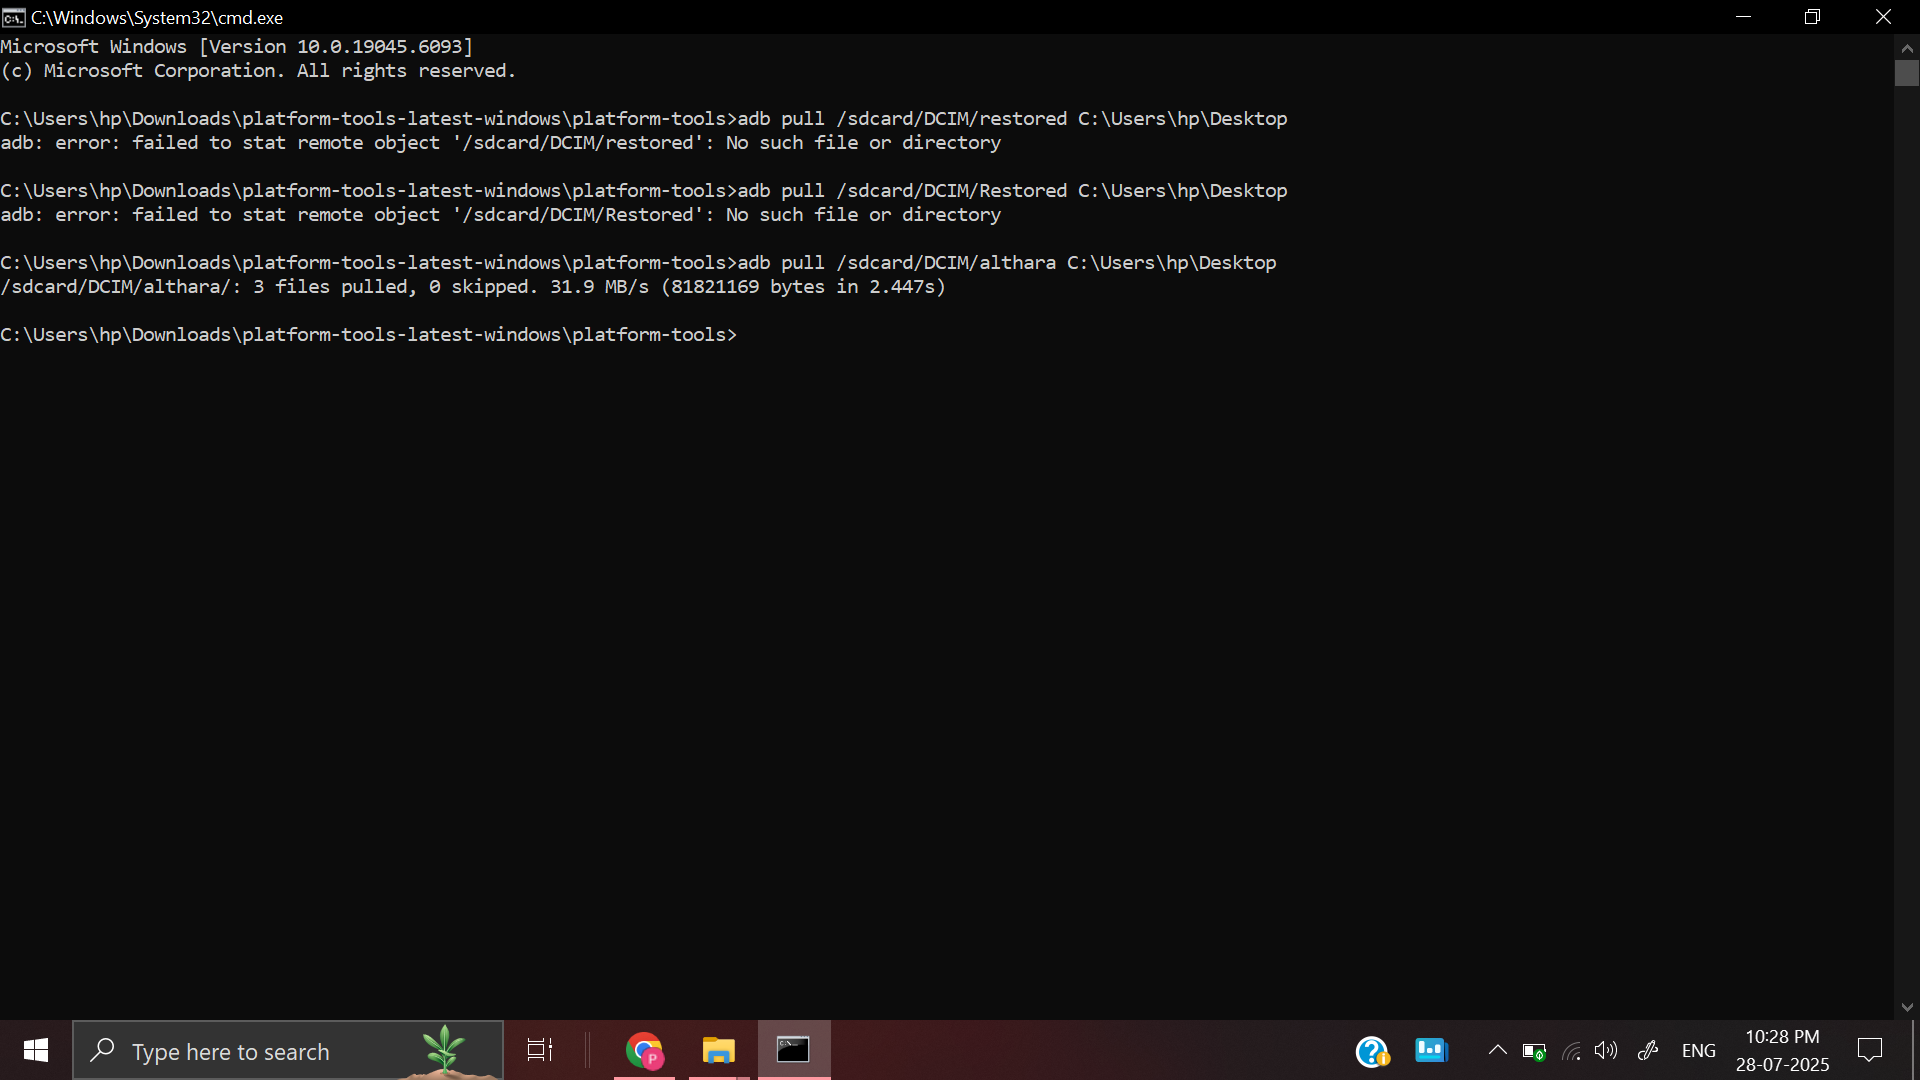 C:\Windows\System32\cmd.exe
Microsoft Windows [Version 10.0.19045.6093]
(c) Microsoft Corporation. All rights reserved.
C:\Users\hp\Downloads\platform-tools-latest-windows\platform-tools>adb pull /sdcard/DCIM/restored C:\Users\hp\Desktop
adb: error: failed to stat remote object '/sdcard/DCIM/restored': No such file or directory
C:\Users\hp\Downloads\platform-tools-latest-windows\platform-tools>adb pull /sdcard/DCIM/Restored C:\Users\hp\Desktop
adb: error: failed to stat remote object '/sdcard/DCIM/Restored': No such file or directory
C:\Users\hp\Downloads\platform-tools-latest-windows\platform-tools>adb pull /sdcard/DCIM/althara C:\Users\hp\Desktop
/sdcard/DCIM/althara/: 3 files pulled, 0 skipped. 31.9 MB/s (81821169 bytes in 2.447s)
C:\Users\hp\Downloads\platform-tools-latest-windows\platform-tools>
Type here to search
P
ENG
10:28 PM
28-07-2025